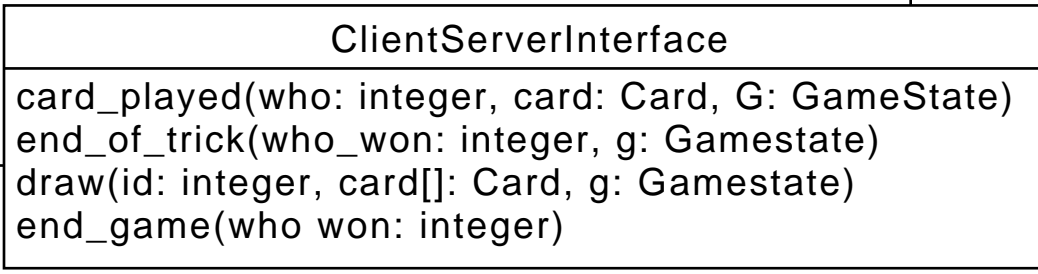 ClientServerInterface
card_played(who: integer, card: Card, G: GameState)
end_of_trick(who_won: integer, g: Gamestate)
draw(id: integer, card[]: Card, g: Gamestate)
end_game(who won: integer)